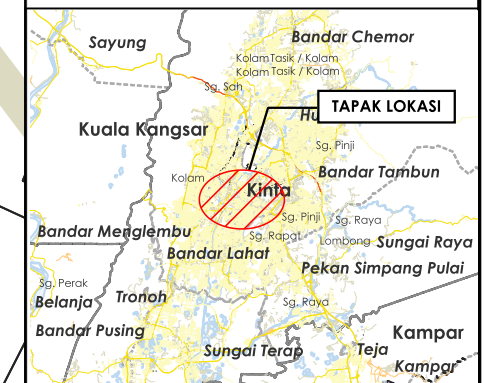 Sayung
Bandar Chemor
Kolam Tasik / Kolam
Kolam Tasik / Kolam
Sg. Sah
TAPAK LOKASI
Hu
Kuala Kangsar
Sg. Pinji
Kolam
Bandar Tambun
Kinta
Sg. Pinji
Sg. Raya
Bandar Menglembu
Sg. Rapat
Lombong
Sungai Raya
Bandar Lahat
Pekan Simpang Pulai
Sg. Perak
Belanja
Tronoh
Sg. Raya
Bandar Pusing
Kampar
Sungai Terap
Teja
Kampar